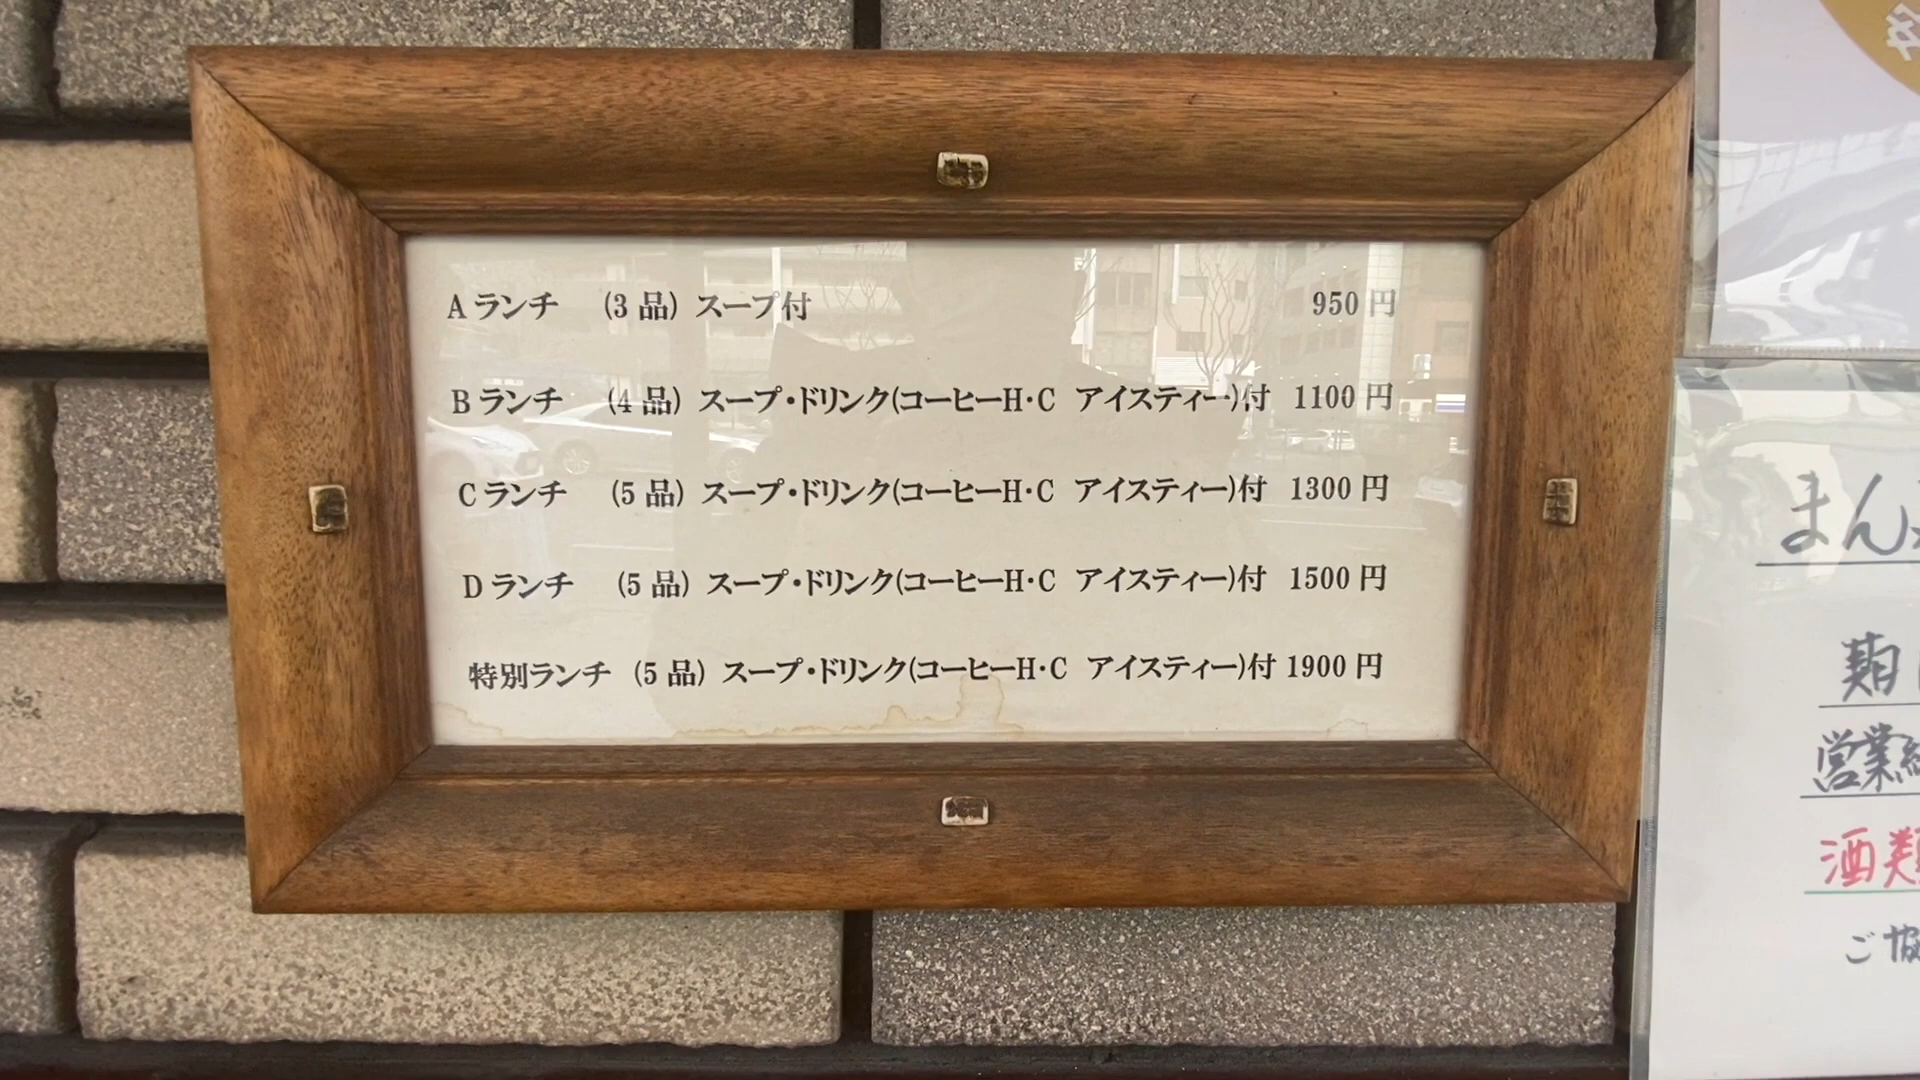 Aランチ (3品) スープ付 950円
Bランチ (4品) スープ・ドリンク(コーヒーH・C アイスティー)付 1100円
Cランチ (5品) スープ・ドリンク(コーヒーH・C アイスティー)付 1300円
Dランチ (5品) スープ・ドリンク(コーヒーH・C アイスティー)付 1500円
特別ランチ (5品) スープ・ドリンク(コーヒーH・C アイスティー)付 1900円
まん
期
営業
酒類
ご協